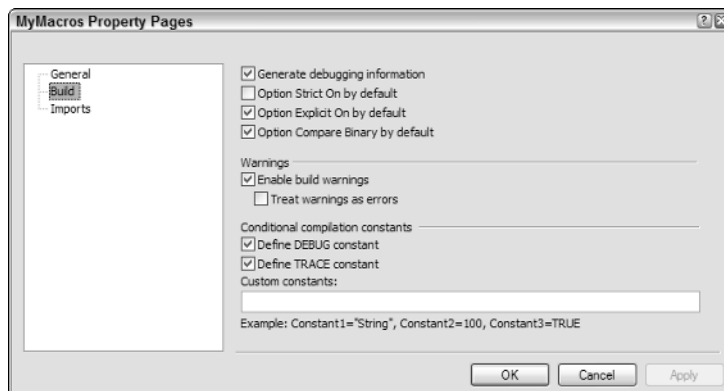 MyMacros Property Pages
General
Build
Imports
Generate debugging information
Option Strict On by default
Option Explicit On by default
Option Compare Binary by default
Warnings
Enable build warnings
Treat warnings as errors
Conditional compilation constants
Define DEBUG constant
Define TRACE constant
Custom constants:
Example: Constant1="String", Constant2=100, Constant3=TRUE
OK
Cancel
Apply